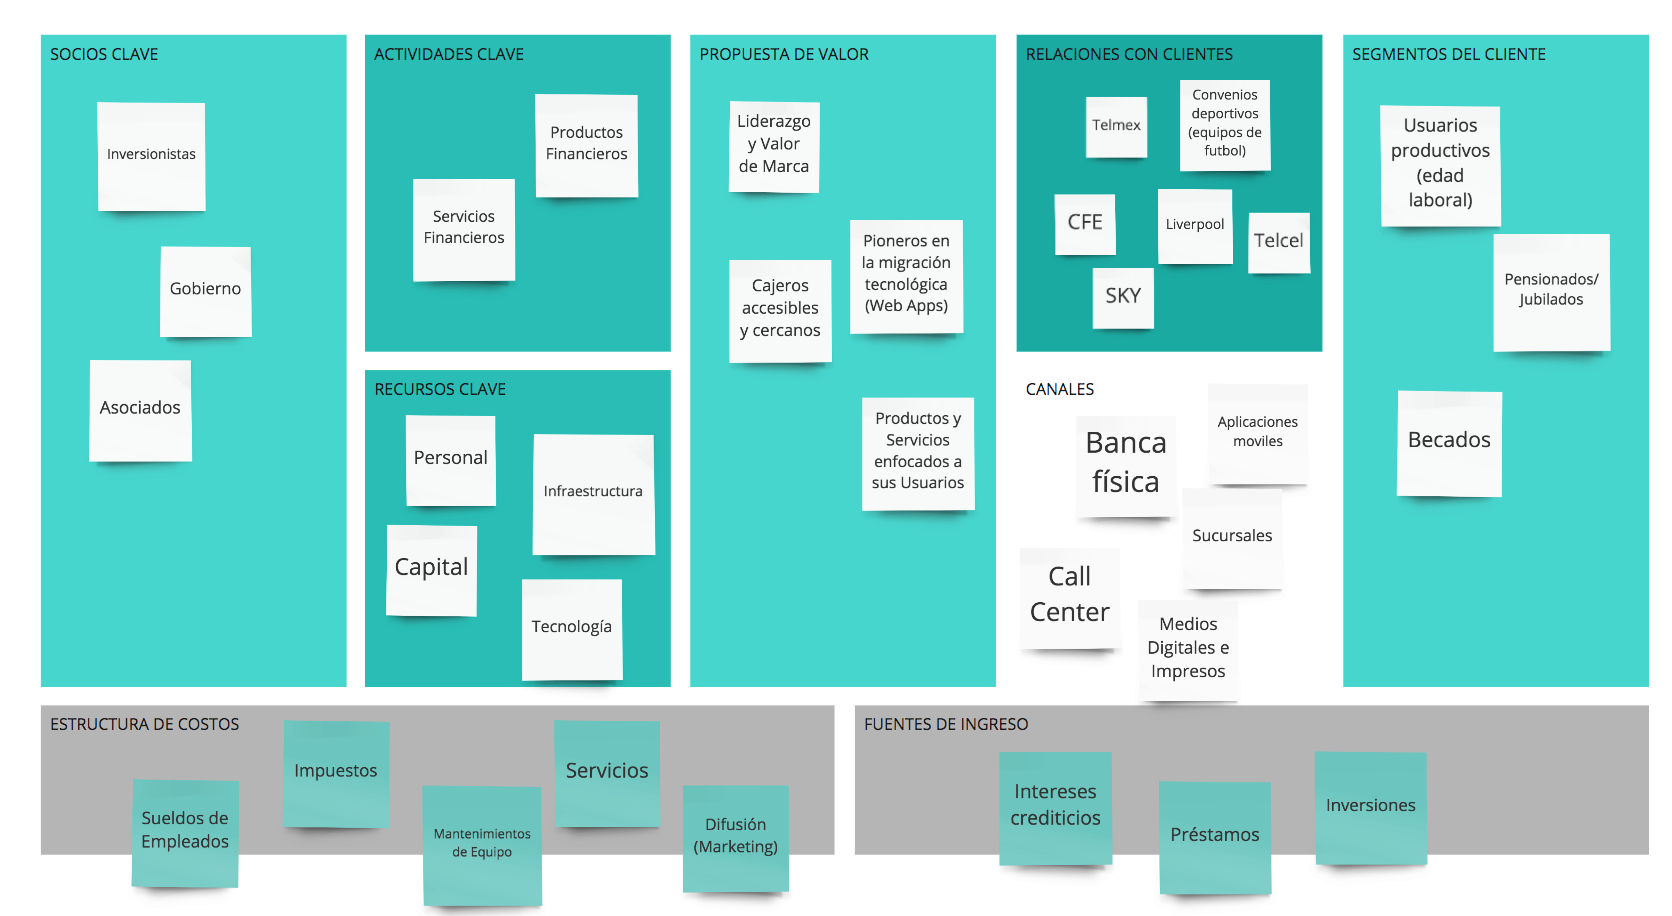 SOCIOS CLAVE
Inversionistas
Gobierno
Asociados
ACTIVIDADES CLAVE
Productos
Financieros
Servicios
Financieros
RECURSOS CLAVE
Personal
Infraestructura
Capital
Tecnología
PROPUESTA DE VALOR
Liderazgo
y Valor
de Marca
Pioneros en
la migración
tecnológica
(Web Apps)
Cajeros
accesibles
y cercanos
Productos y
Servicios
enfocados a
sus Usuarios
RELACIONES CON CLIENTES
Telmex
Convenios
deportivos
(equipos de
futbol)
CFE
Liverpool
Telcel
SKY
CANALES
Banca
física
Aplicaciones
moviles
Sucursales
Call
Center
Medios
Digitales e
Impresos
SEGMENTOS DEL CLIENTE
Usuarios
productivos
(edad
laboral)
Pensionados/
Jubilados
Becados
ESTRUCTURA DE COSTOS
Sueldos de
Empleados
Impuestos
Mantenimientos
de Equipo
Servicios
Difusión
(Marketing)
FUENTES DE INGRESO
Intereses
crediticios
Préstamos
Inversiones